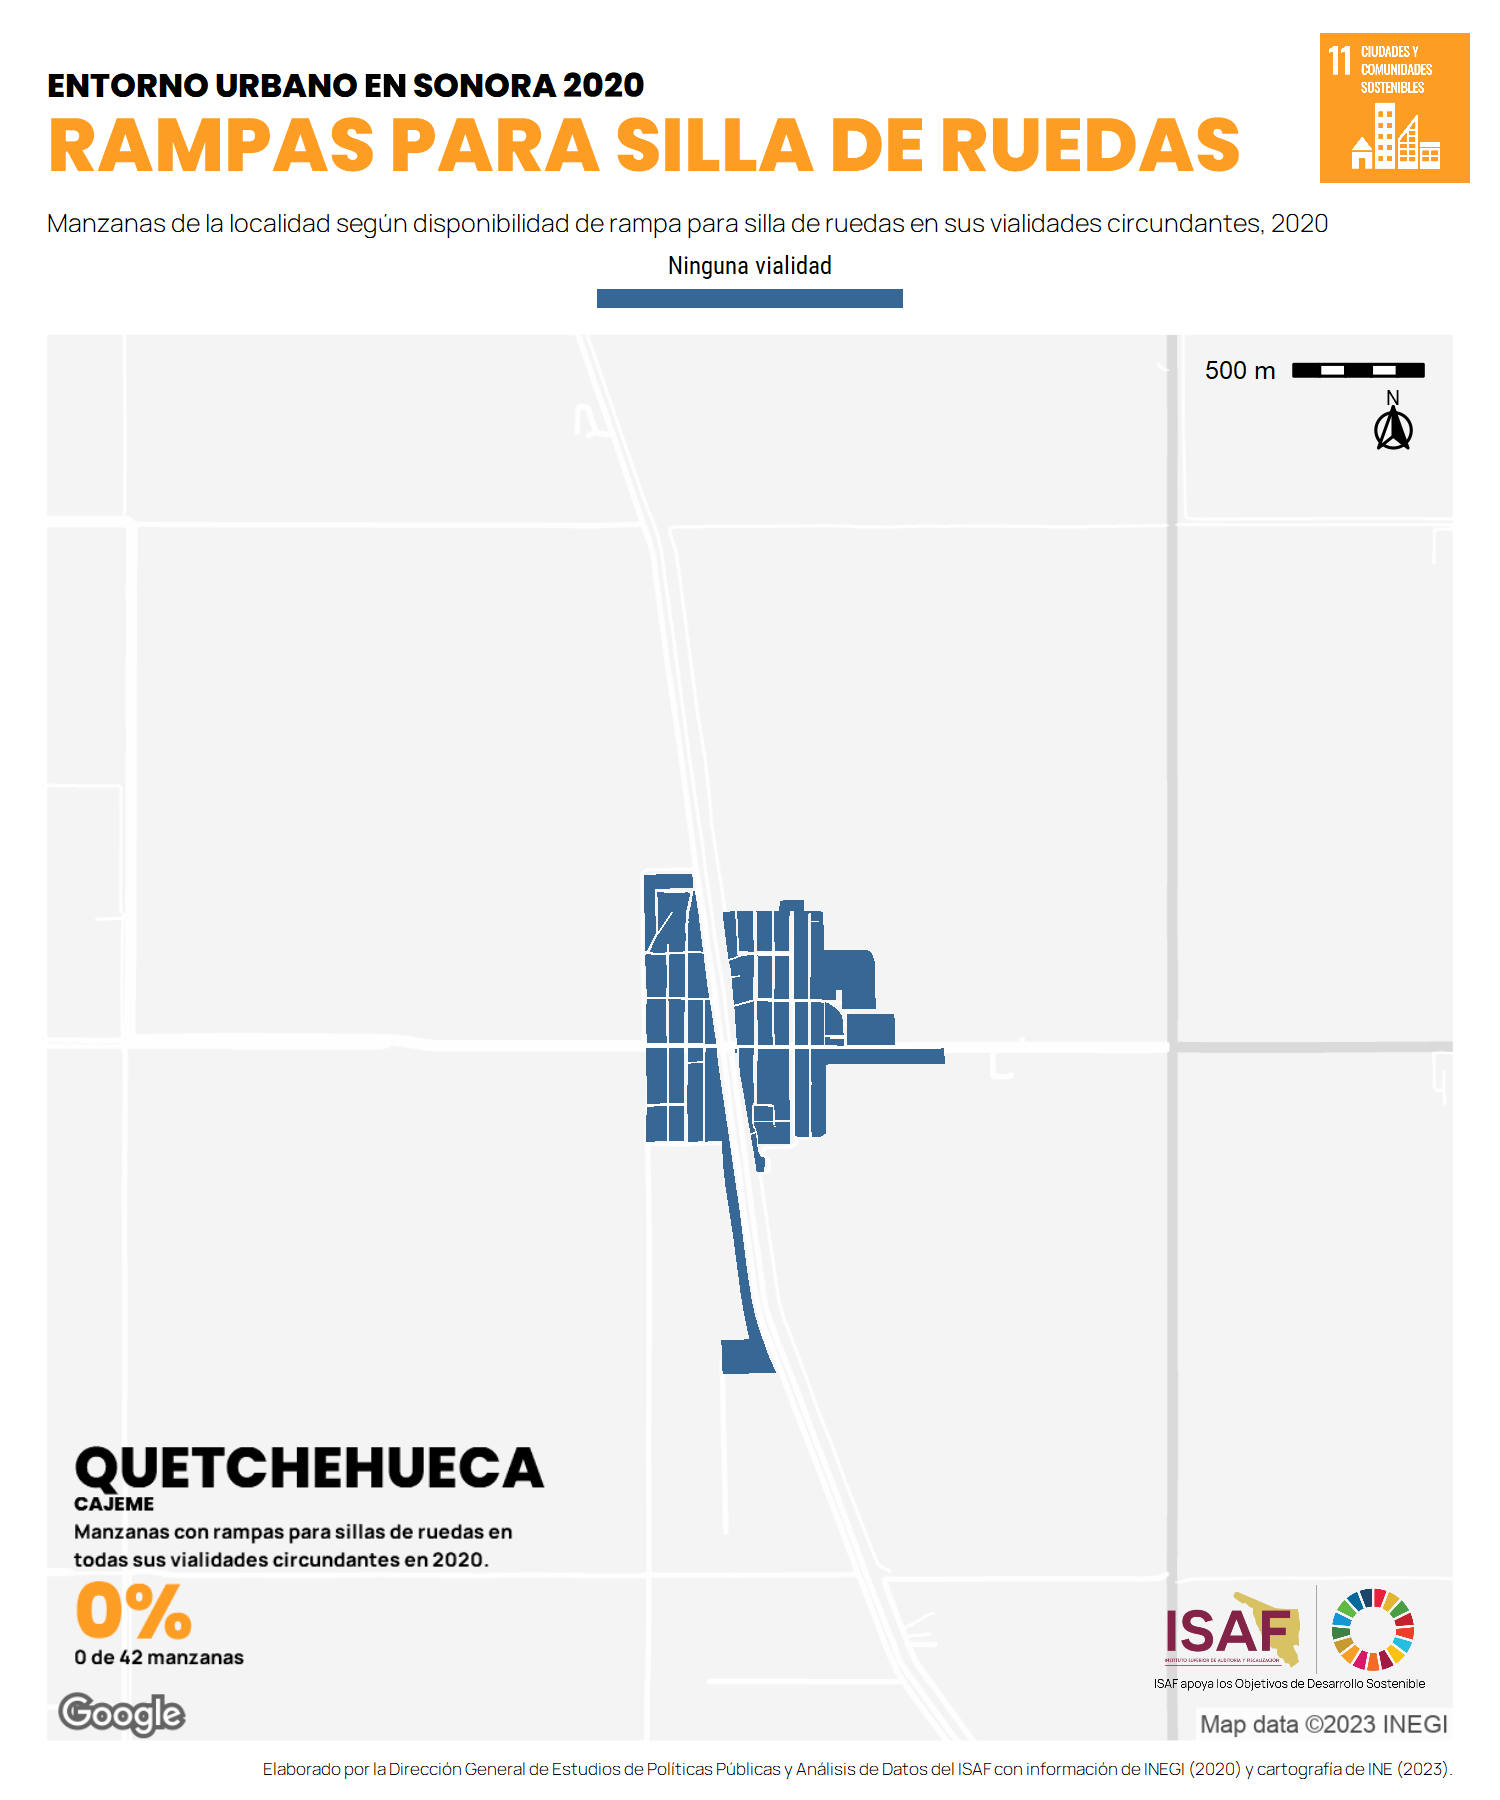 11 CIUDADES Y
COMUNIDADES
SOSTENIBLES
ENTORNO URBANO EN SONORA 2020
RAMPAS PARA SILLA DE RUEDAS
Manzanas de la localidad según disponibilidad de rampa para silla de ruedas en sus vialidades circundantes, 2020
Ninguna vialidad
500 m
N
QUETCHEHUECA
CAJEME
Manzanas con rampas para sillas de ruedas en
todas sus vialidades circundantes en 2020.
0%
0 de 42 manzanas
ISAF
INSTITUTO SUPERIOR DE AUDITORÍA Y FISCALIZACIÓN
ISAF apoya los Objetivos de Desarrollo Sostenible
Google
Map data ©2023 INEGI
Elaborado por la Dirección General de Estudios de Políticas Públicas y Análisis de Datos del ISAF con información de INEGI (2020) y cartografía de INE (2023).